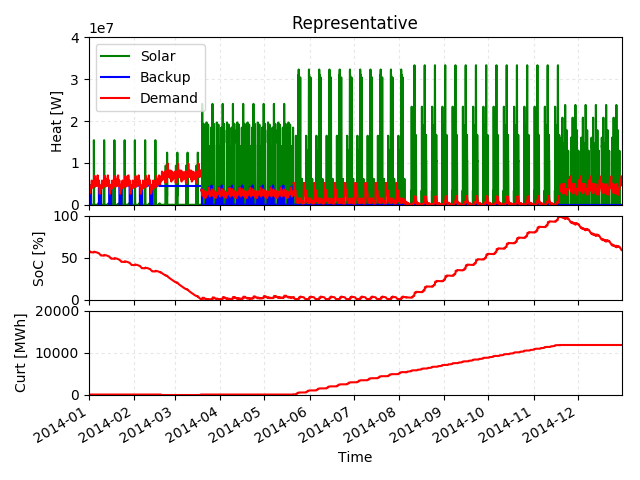 Representative
1e7
4
3
2
1
0
Heat [W]
Solar
Backup
Demand
100
50
0
SoC [%]
20000
10000
0
Curt [MWh]
2014-01
2014-02
2014-03
2014-04
2014-05
2014-06
2014-07
2014-08
2014-09
2014-10
2014-11
2014-12
Time